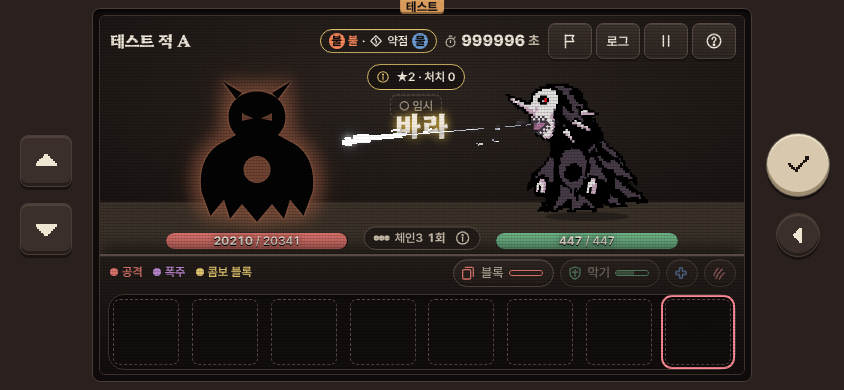 테스트
테스트 적 A
불 불 · 약점 물
999996 초
로그
★2 · 처치 0
임시
바라
20210 / 20341
체인3 1회
447 / 447
공격 폭주 콤보 블록
블록
막기